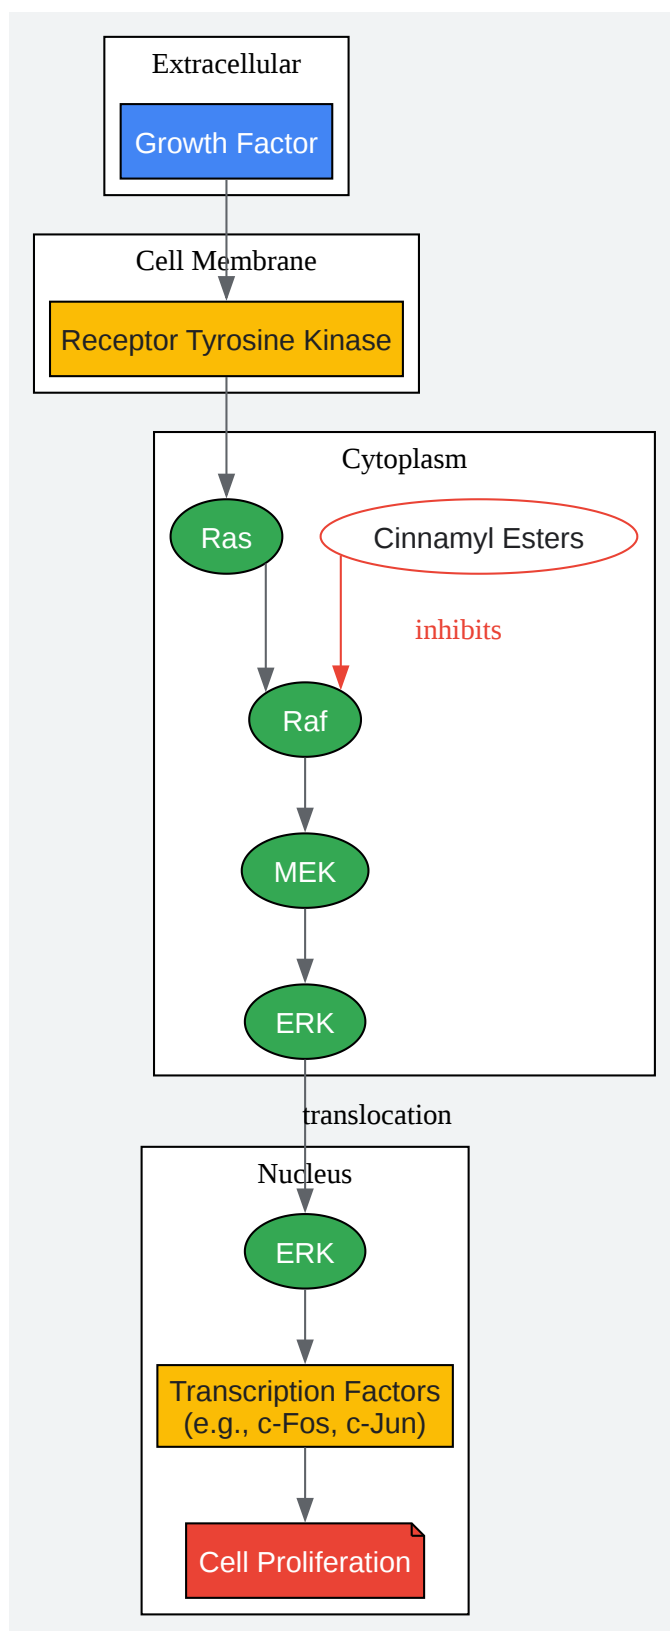 Extracellular
Growth Factor
Cell Membrane
Receptor Tyrosine Kinase
Cytoplasm
Ras
Cinnamyl Esters
inhibits
Raf
MEK
ERK
translocation
Nucleus
ERK
Transcription Factors
(e.g., c-Fos, c-Jun)
Cell Proliferation